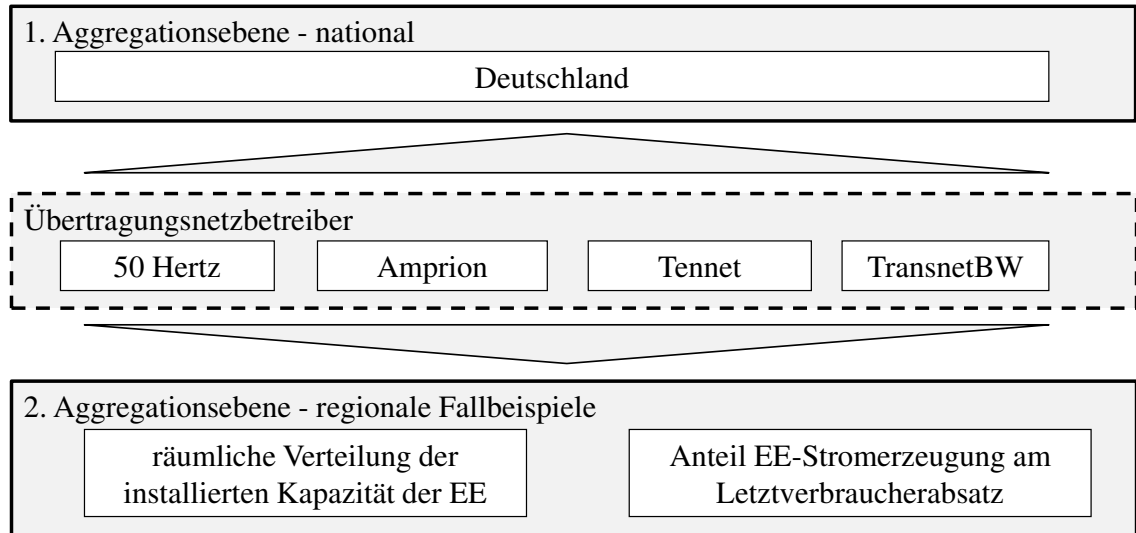 1. Aggregationsebene - national
Deutschland
Übertragungsnetzbetreiber
50 Hertz
Amprion
Tennet
TransnetBW
2. Aggregationsebene - regionale Fallbeispiele
räumliche Verteilung der
installierten Kapazität der EE
Anteil EE-Stromerzeugung am
Letztverbraucherabsatz